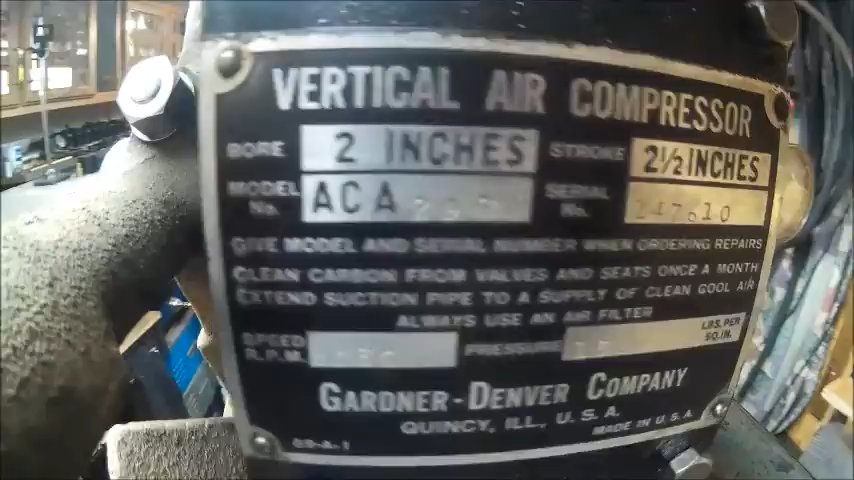 VERTICAL AIR COMPRESSOR
BORE 2 INCHES STROKE 2½ INCHES
MODEL No. ACA SERIAL No. 147610
GIVE MODEL AND SERIAL NUMBER WHEN ORDERING REPAIRS
CLEAN CARBON FROM VALVES AND SEATS ONCE A MONTH
EXTEND SUCTION PIPE TO A SUPPLY OF CLEAN COOL AIR
ALWAYS USE AN AIR FILTER
SPEED R.P.M. PRESSURE LBS. PER SQ. IN.
GARDNER-DENVER COMPANY
QUINCY, ILL., U. S. A.
MADE IN U. S. A.